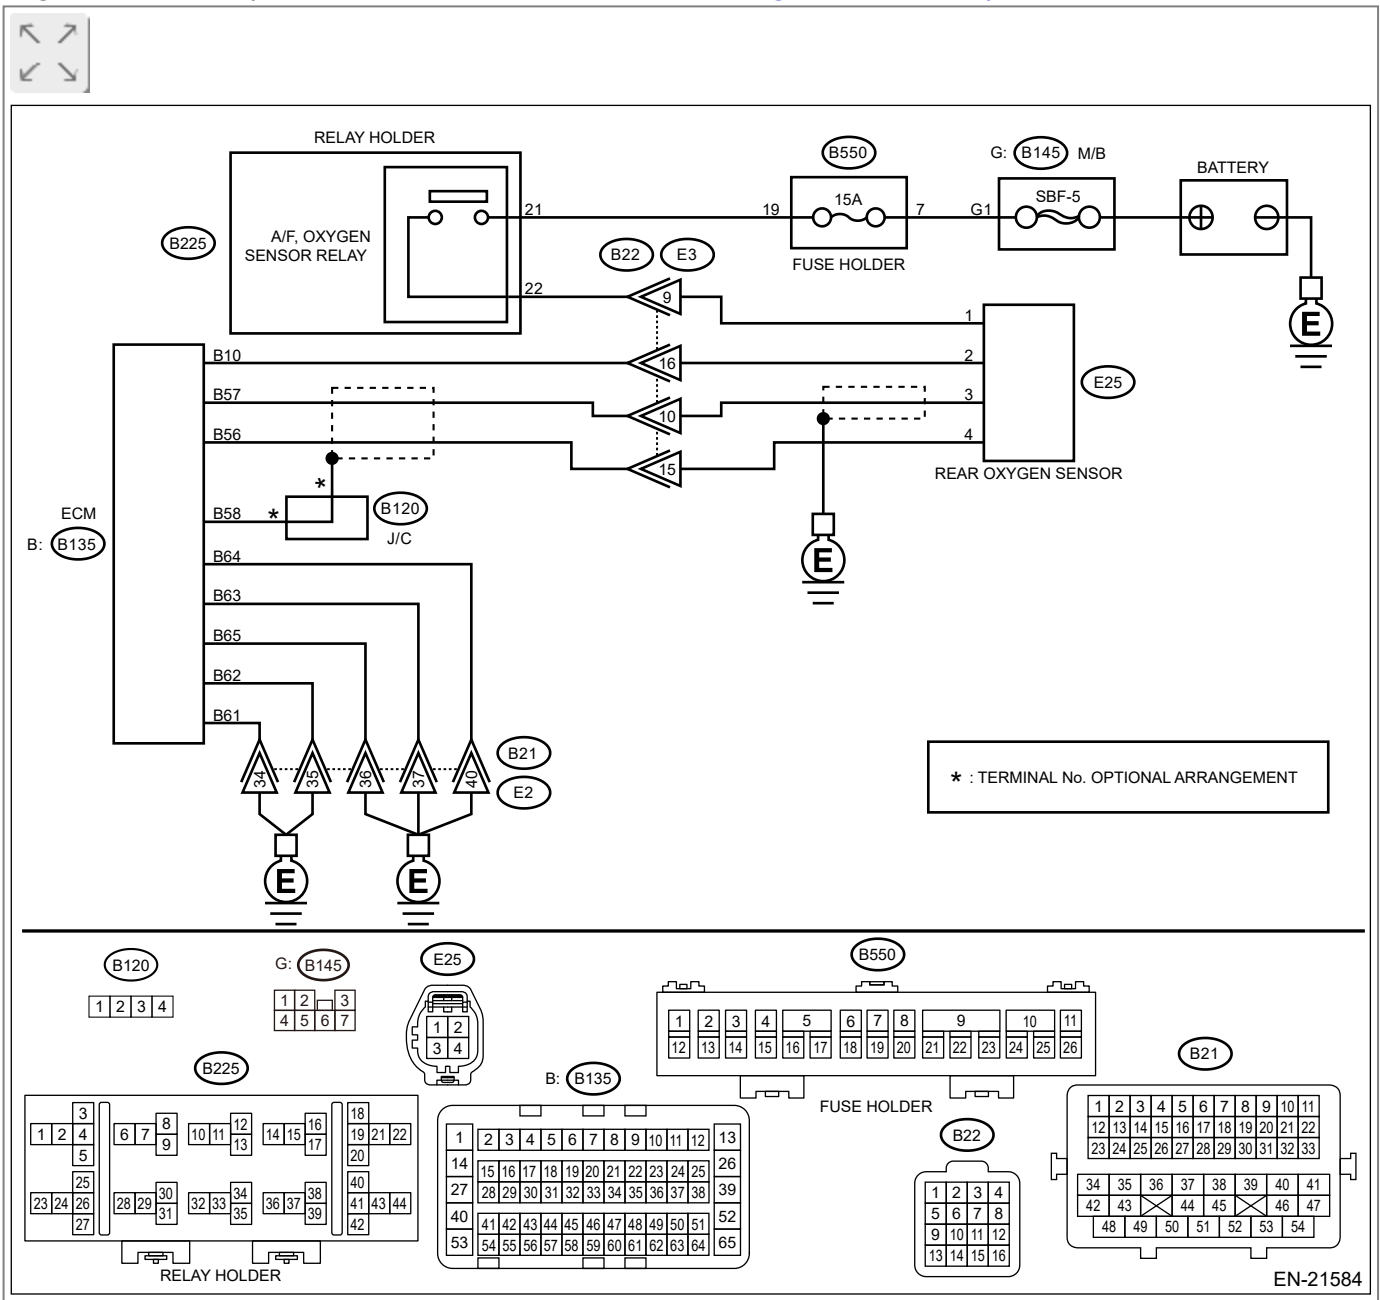 RELAY HOLDER
B550
G: B145 M/B
BATTERY
15A
SBF-5
21
19
7
G1
A/F, OXYGEN
SENSOR RELAY
B225
B22
E3
FUSE HOLDER
22
9
1
E
B10
16
2
B57
3
E25
10
B56
4
15
REAR OXYGEN SENSOR
*
B120
ECM
B58
*
J/C
B: B135
B64
E
B63
B65
B62
B61
B21
34
35
36
37
40
E2
* : TERMINAL No. OPTIONAL ARRANGEMENT
E
E
B120
1 2 3 4
G: B145
1 2 3
4 5 6 7
E25
1 2
3 4
B550
1 2 3 4 5 6 7 8 9 10 11
12 13 14 15 16 17 18 19 20 21 22 23 24 25 26
FUSE HOLDER
B225
3 8 12 16 18
1 2 4 6 7 10 11 14 15 19 21 22
5 9 13 17 20
25 30 34 38 40
23 24 26 28 29 32 33 36 37 41 43 44
27 31 35 39 42
RELAY HOLDER
B: B135
1 2 3 4 5 6 7 8 9 10 11 12 13
14 15 16 17 18 19 20 21 22 23 24 25 26
27 28 29 30 31 32 33 34 35 36 37 38 39
40 41 42 43 44 45 46 47 48 49 50 51 52
53 54 55 56 57 58 59 60 61 62 63 64 65
B22
1 2 3 4
5 6 7 8
9 10 11 12
13 14 15 16
B21
1 2 3 4 5 6 7 8 9 10 11
12 13 14 15 16 17 18 19 20 21 22
23 24 25 26 27 28 29 30 31 32 33
34 35 36 37 38 39 40 41
42 43 44 45 46 47
48 49 50 51 52 53 54
EN-21584